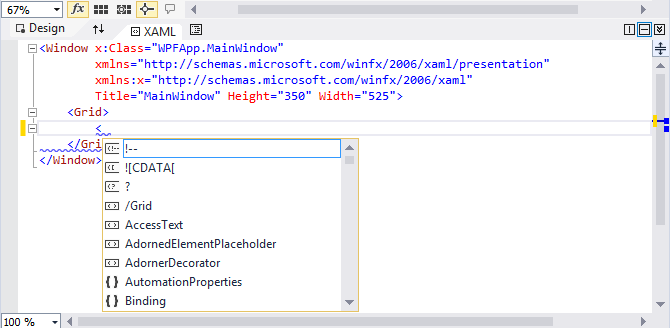 67%
Design
XAML
<Window x:Class="WPFApp.MainWindow"
xmlns="http://schemas.microsoft.com/winfx/2006/xaml/presentation"
xmlns:x="http://schemas.microsoft.com/winfx/2006/xaml"
Title="MainWindow" Height="350" Width="525">
<Grid>
<
</Gri
</Window>
!--
![CDATA[
?
/Grid
AccessText
AdornedElementPlaceholder
AdornerDecorator
AutomationProperties
Binding
100 %